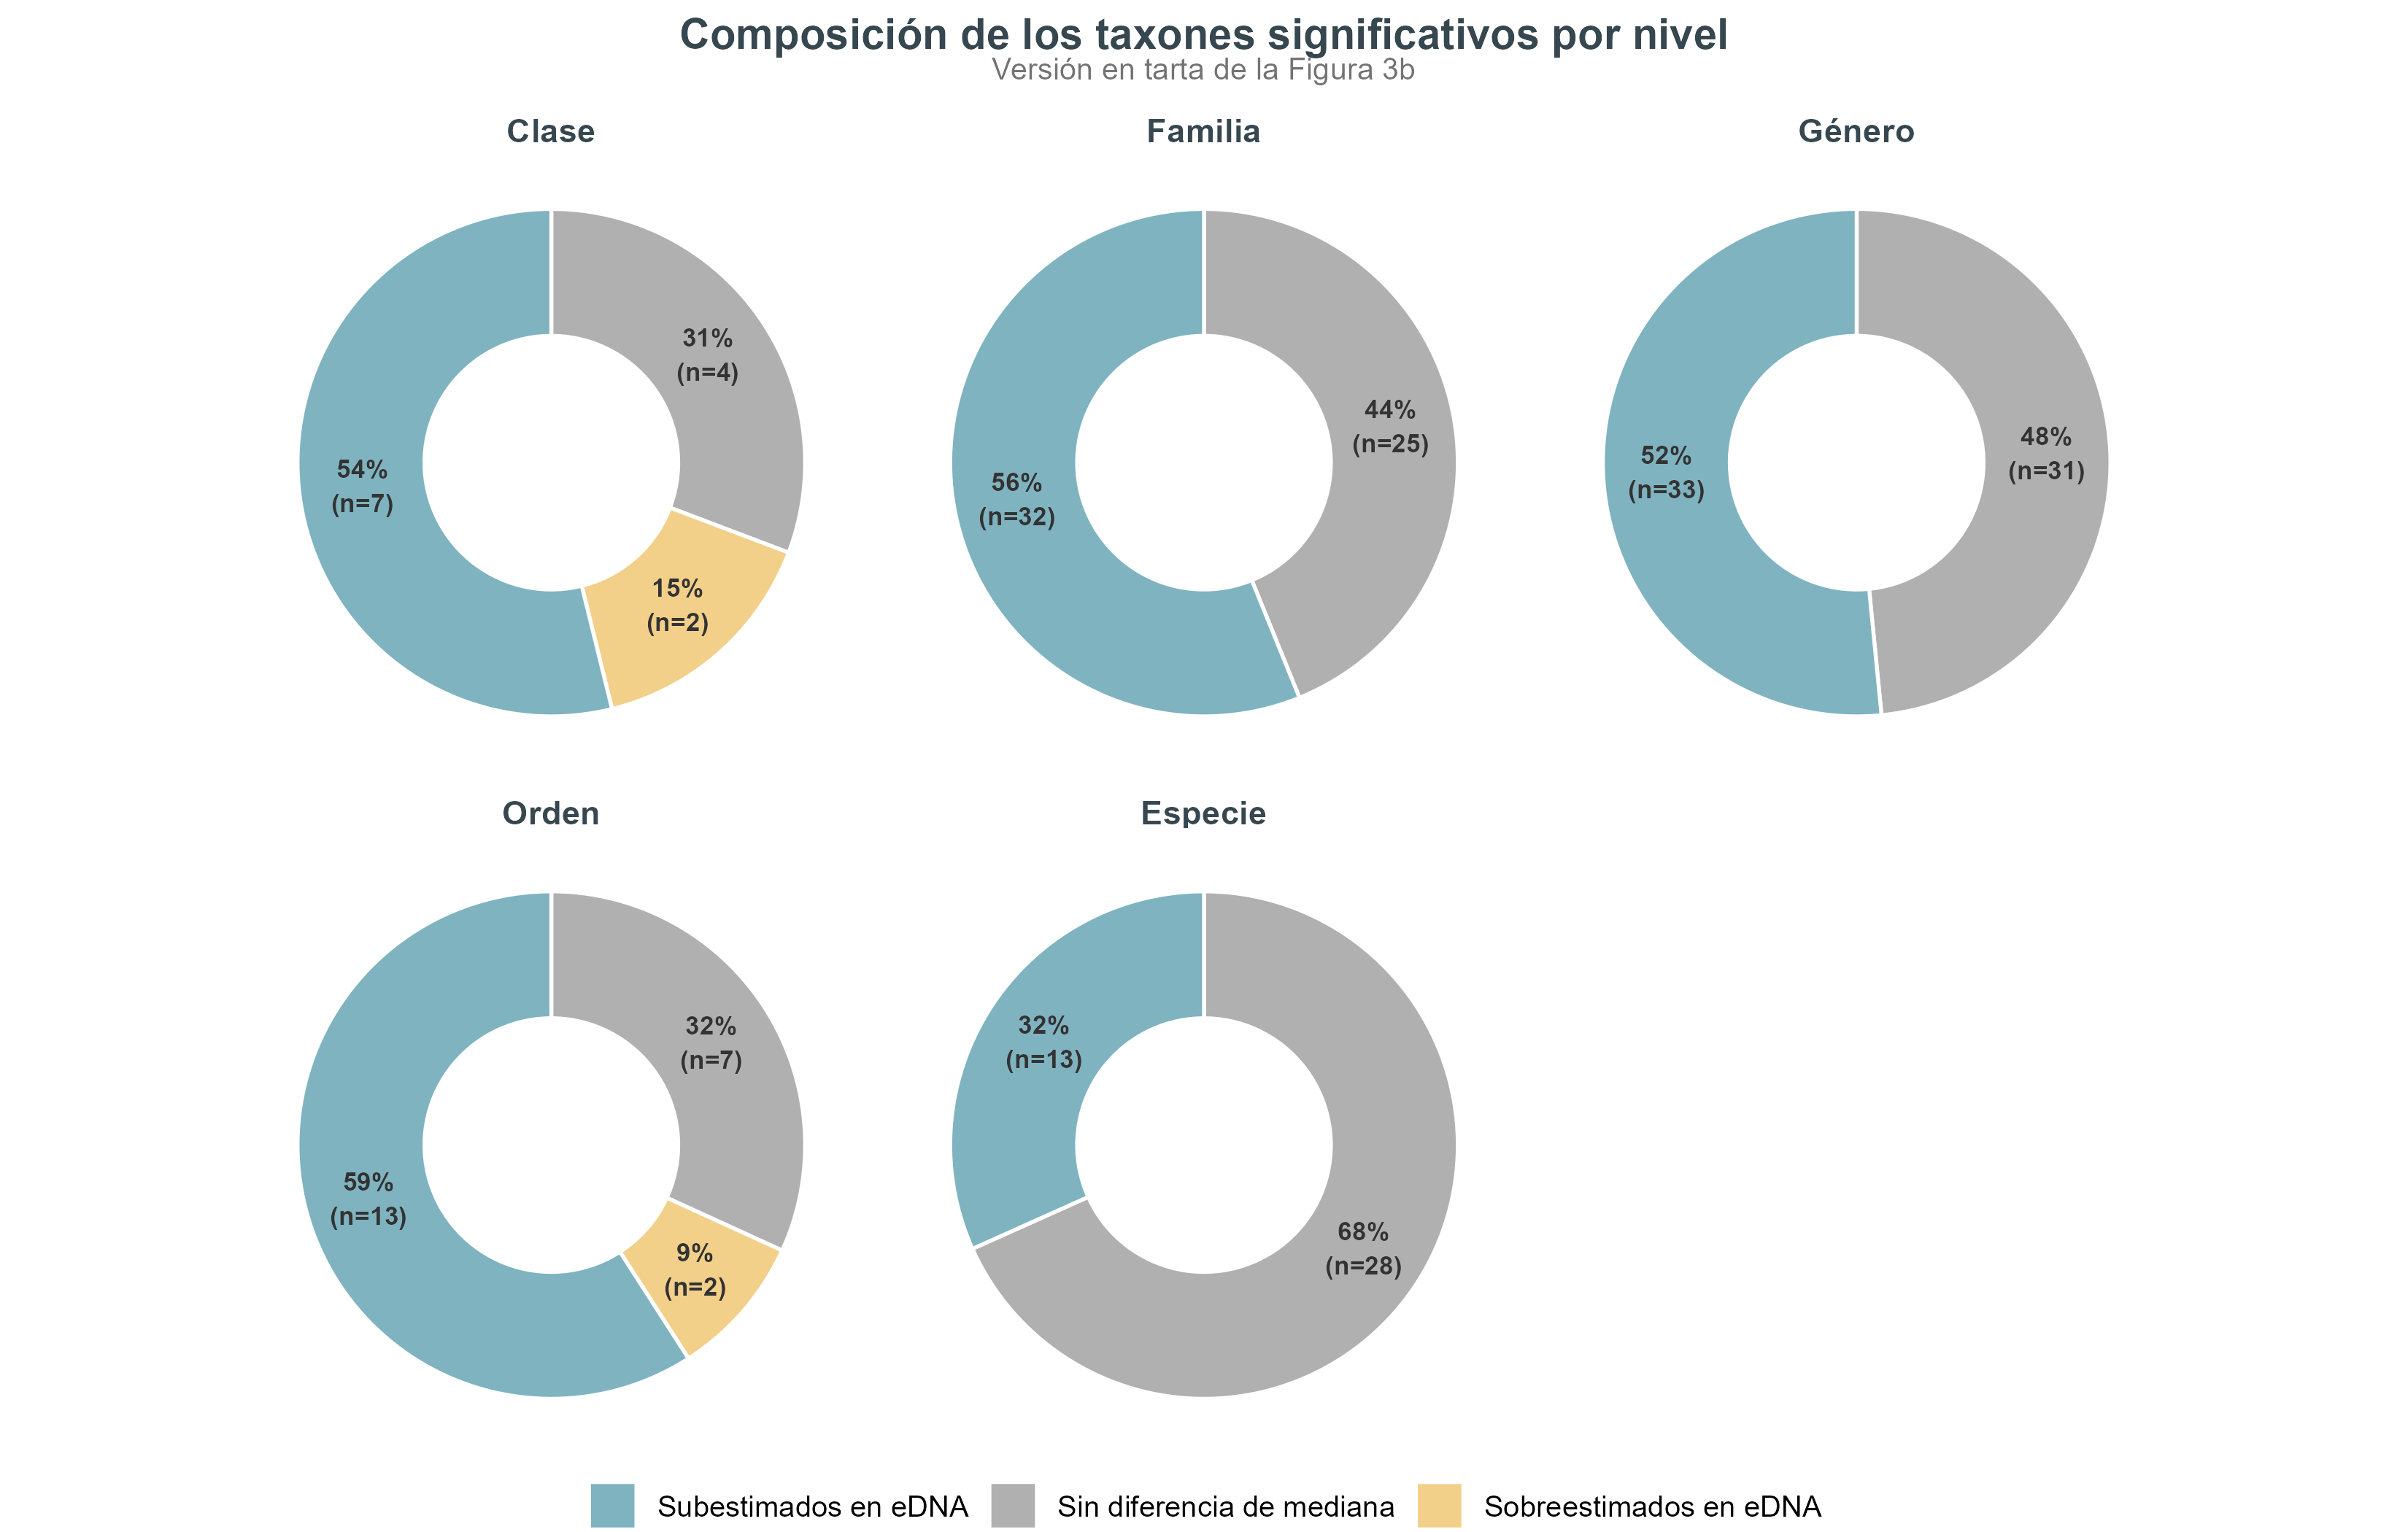 Composición de los taxones significativos por nivel
Versión en tarta de la Figura 3b
Clase
31%
(n=4)
54%
(n=7)
15%
(n=2)
Familia
44%
(n=25)
56%
(n=32)
Género
48%
(n=31)
52%
(n=33)
Orden
32%
(n=7)
59%
(n=13)
9%
(n=2)
Especie
32%
(n=13)
68%
(n=28)
Subestimados en eDNA
Sin diferencia de mediana
Sobreestimados en eDNA